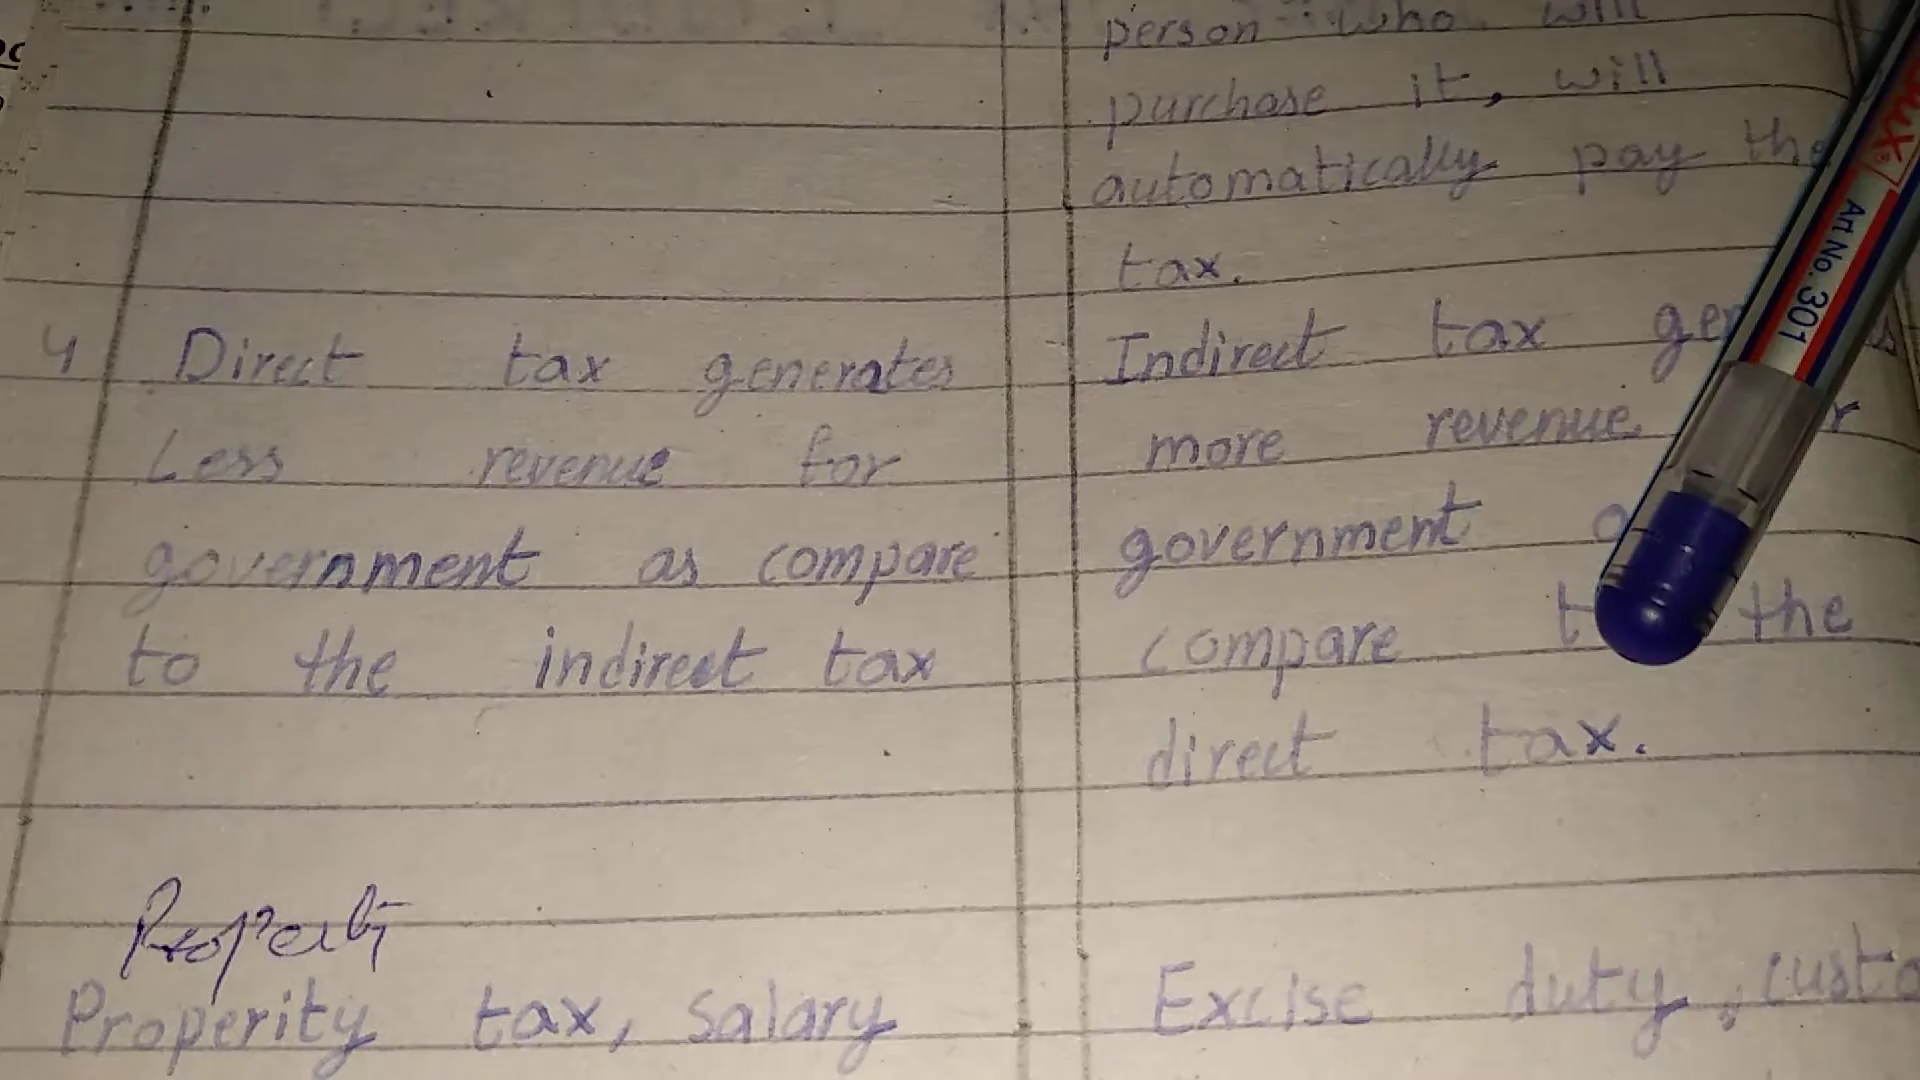 person who will
purchase it, will
automatically pay the
tax.
4 Direct tax generates
Less revenue for
government as compare
to the indirect tax
Indirect tax
more revenue
government
compare the
direct tax.
Property
Properity tax, salary
Excise duty,
Art No. 301